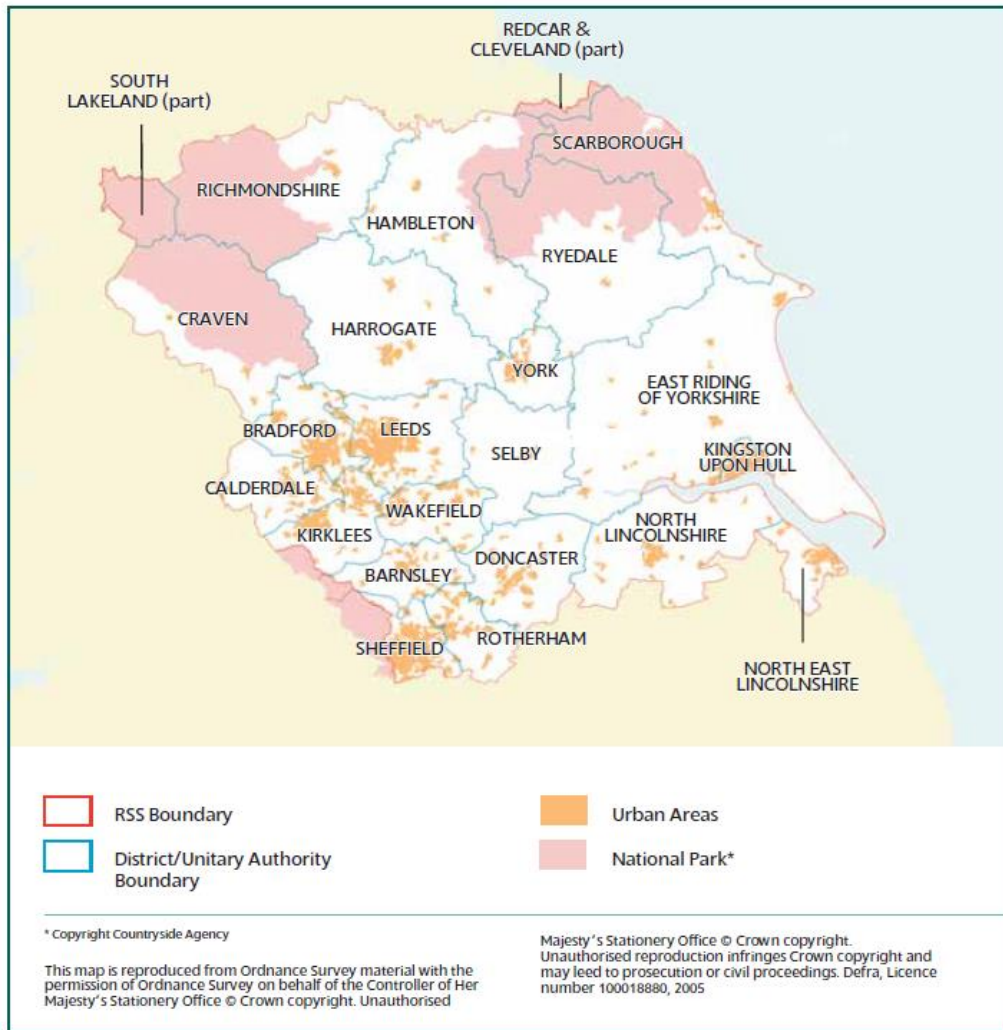 REDCAR &
CLEVELAND (part)
SOUTH
LAKELAND (part)
SCARBOROUGH
RICHMONDSHIRE
HAMBLETON
RYEDALE
CRAVEN
HARROGATE
YORK
EAST RIDING
OF YORKSHIRE
BRADFORD
LEEDS
SELBY
KINGSTON
UPON HULL
CALDERDALE
WAKEFIELD
NORTH
LINCOLNSHIRE
KIRKLEES
DONCASTER
BARNSLEY
ROTHERHAM
SHEFFIELD
NORTH EAST
LINCOLNSHIRE
RSS Boundary
District/Unitary Authority
Boundary
Urban Areas
National Park*
* Copyright Countryside Agency
This map is reproduced from Ordnance Survey material with the
permission of Ordnance Survey on behalf of the Controller of Her
Majesty's Stationery Office © Crown copyright. Unauthorised
Majesty's Stationery Office © Crown copyright.
Unauthorised reproduction infringes Crown copyright and
may leed to prosecution or civil proceedings. Defra, Licence
number 100018880, 2005